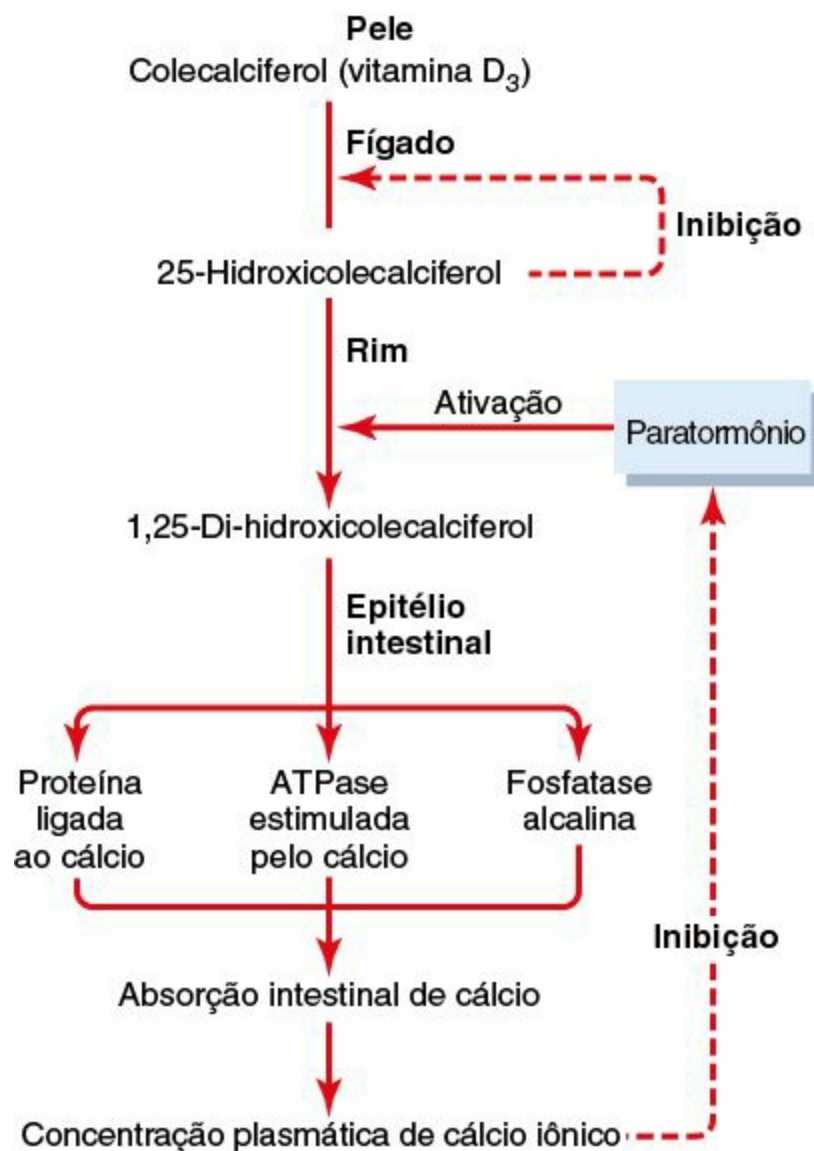 Pele
Colecalciferol (vitamina D3)
Fígado
Inibição
25-Hidroxicolecalciferol
Rim
Ativação
Paratormônio
1,25-Di-hidroxicolecalciferol
Epitélio
intestinal
Proteína
ligada
ao cálcio
ATPase
estimulada
pelo cálcio
Fosfatase
alcalina
Inibição
Absorção intestinal de cálcio
Concentração plasmática de cálcio iônico